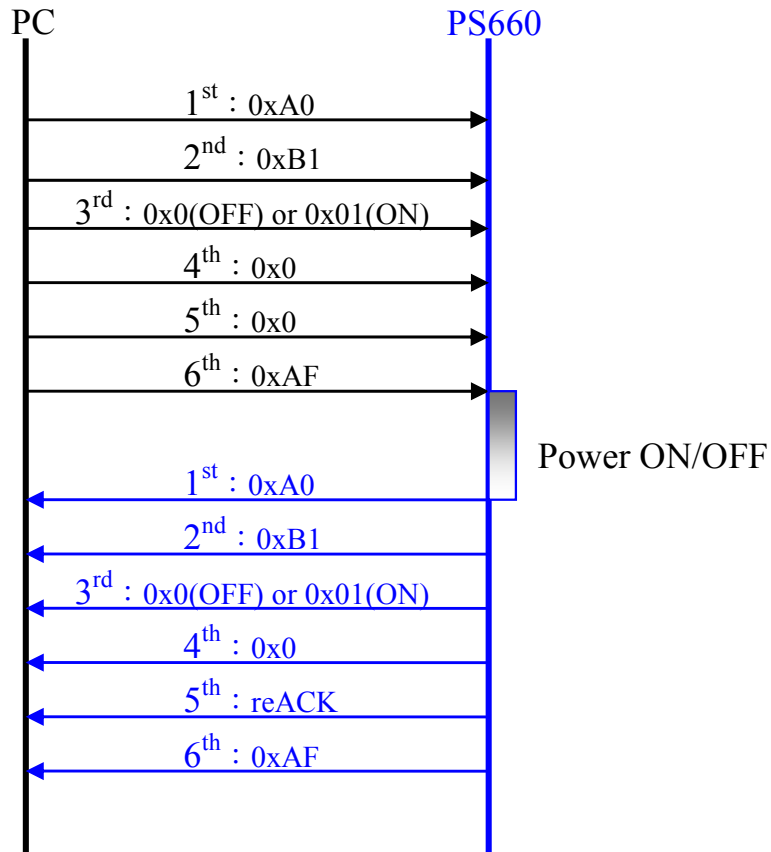 PC PS660
1st : 0xA0
2nd : 0xB1
3rd : 0x0(OFF) or 0x01(ON)
4th : 0x0
5th : 0x0
6th : 0xAF
Power ON/OFF
1st : 0xA0
2nd : 0xB1
3rd : 0x0(OFF) or 0x01(ON)
4th : 0x0
5th : reACK
6th : 0xAF